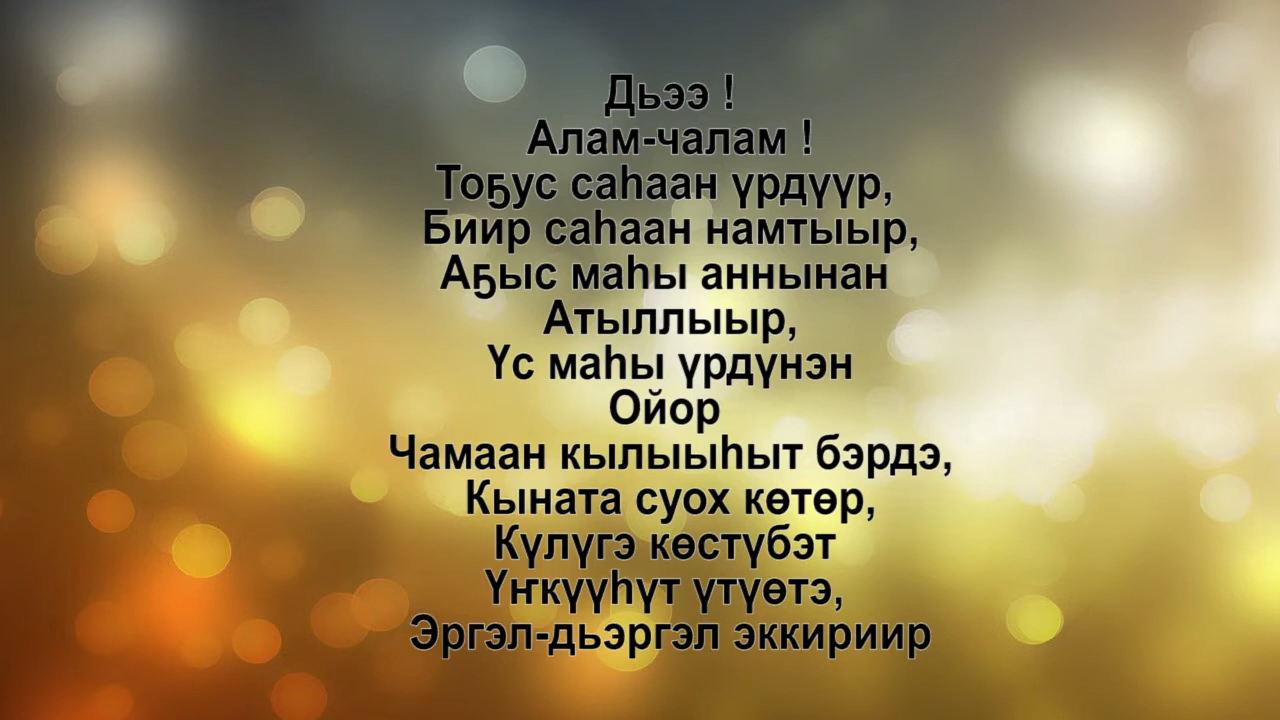 Дьээ !
Алам-чалам !
Тоҕус саһаан үрдүүр,
Биир саһаан намтыыр,
Аҕыс маһы аннынан
Атыллыыр,
Үс маһы үрдүнэн
Ойор
Чамаан кылыыһыт бэрдэ,
Кыната суох көтөр,
Күлүгэ көстүбэт
Үҥкүүһүт үтүөтэ,
Эргэл-дьэргэл эккириир